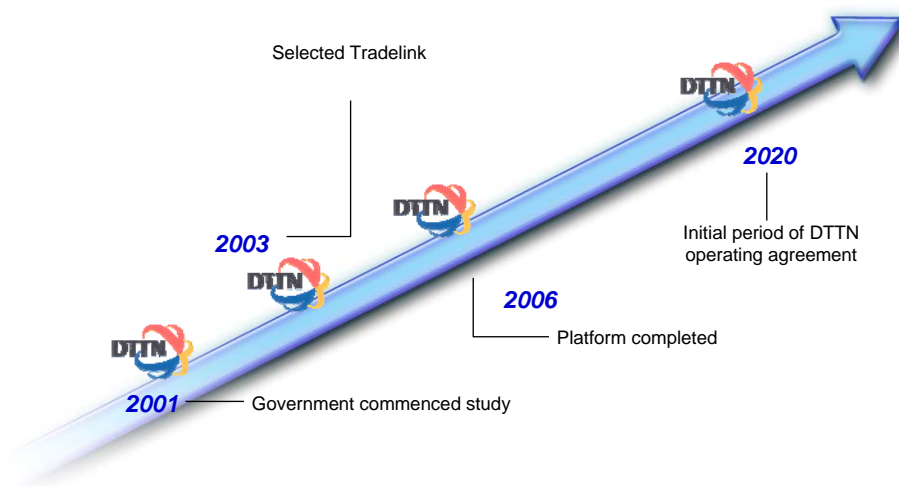 Selected Tradelink
DTTN
2020
DTTN
2003
Initial period of DTTN
operating agreement
DTTN
2006
Platform completed
DTTN
2001
Government commenced study